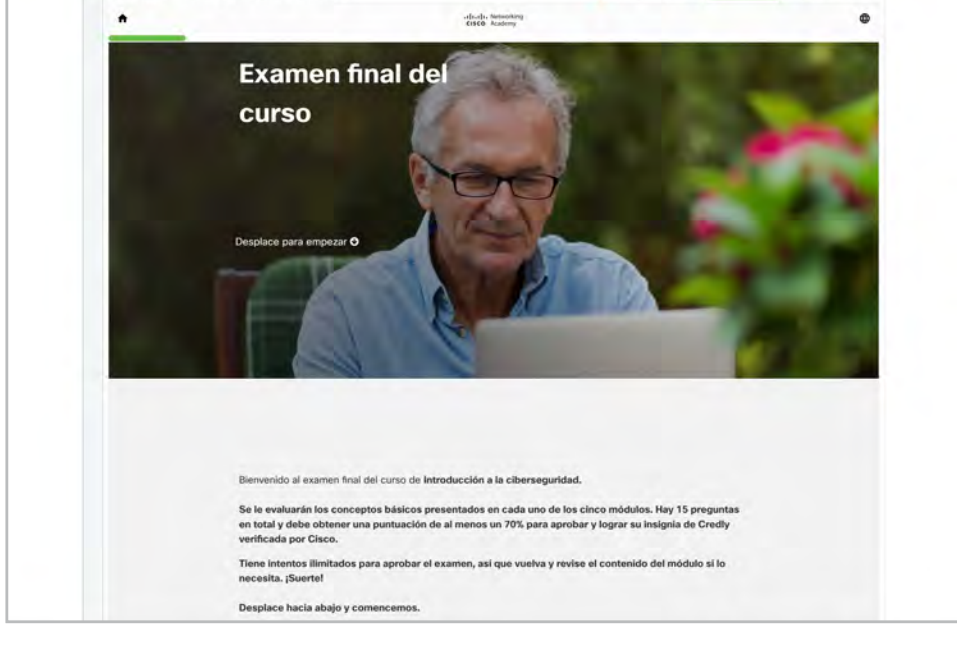 Networking
CISCO Academy
Examen final del
curso
Desplace para empezar
Bienvenido al examen final del curso de introducción a la ciberseguridad.
Se le evaluarán los conceptos básicos presentados en cada uno de los cinco módulos. Hay 15 preguntas
en total y debe obtener una puntuación de al menos un 70% para aprobar y lograr su insignia de Credly
verificada por Cisco.
Tiene intentos ilimitados para aprobar el examen, así que vuelva y revise el contenido del módulo si lo
necesita. ¡Suerte!
Desplace hacia abajo y comencemos.